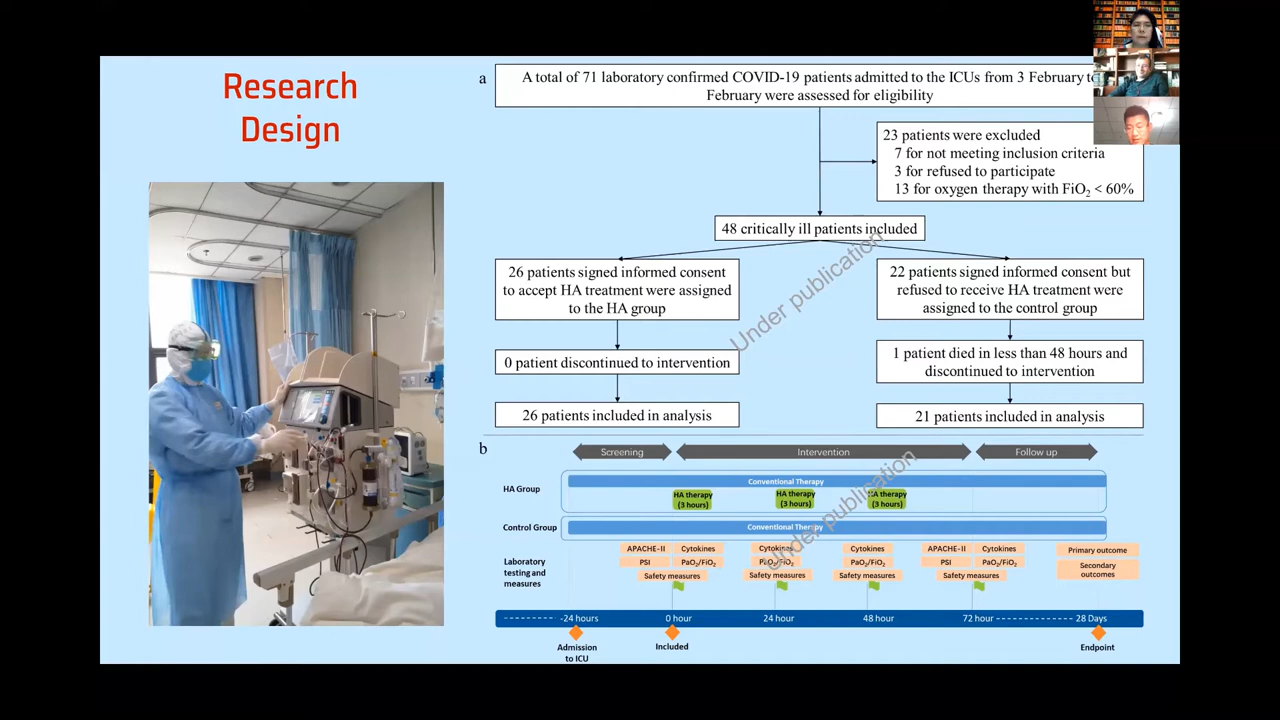 Research
Design
a
A total of 71 laboratory confirmed COVID-19 patients admitted to the ICUs from 3 February to
February were assessed for eligibility
23 patients were excluded
7 for not meeting inclusion criteria
3 for refused to participate
13 for oxygen therapy with FiO₂ < 60%
48 critically ill patients included
26 patients signed informed consent
to accept HA treatment were assigned
to the HA group
22 patients signed informed consent but
refused to receive HA treatment were
assigned to the control group
0 patient discontinued to intervention
1 patient died in less than 48 hours and
discontinued to intervention
26 patients included in analysis
21 patients included in analysis
Under publication
b
Screening
Intervention
Follow up
HA Group
Conventional Therapy
HA therapy
(3 hours)
HA therapy
(3 hours)
HA therapy
(3 hours)
Control Group
Conventional Therapy
Under publication
Laboratory
testing and
measures
APACHE-II
Cytokines
PSI
PaO₂/FiO₂
Safety measures
Cytokines
PaO₂/FiO₂
Safety measures
Cytokines
PaO₂/FiO₂
Safety measures
APACHE-II
Cytokines
PSI
PaO₂/FiO₂
Safety measures
Primary outcome
Secondary
outcomes
-24 hours
0 hour
24 hour
48 hour
72 hour
28 Days
Admission
to ICU
Included
Endpoint